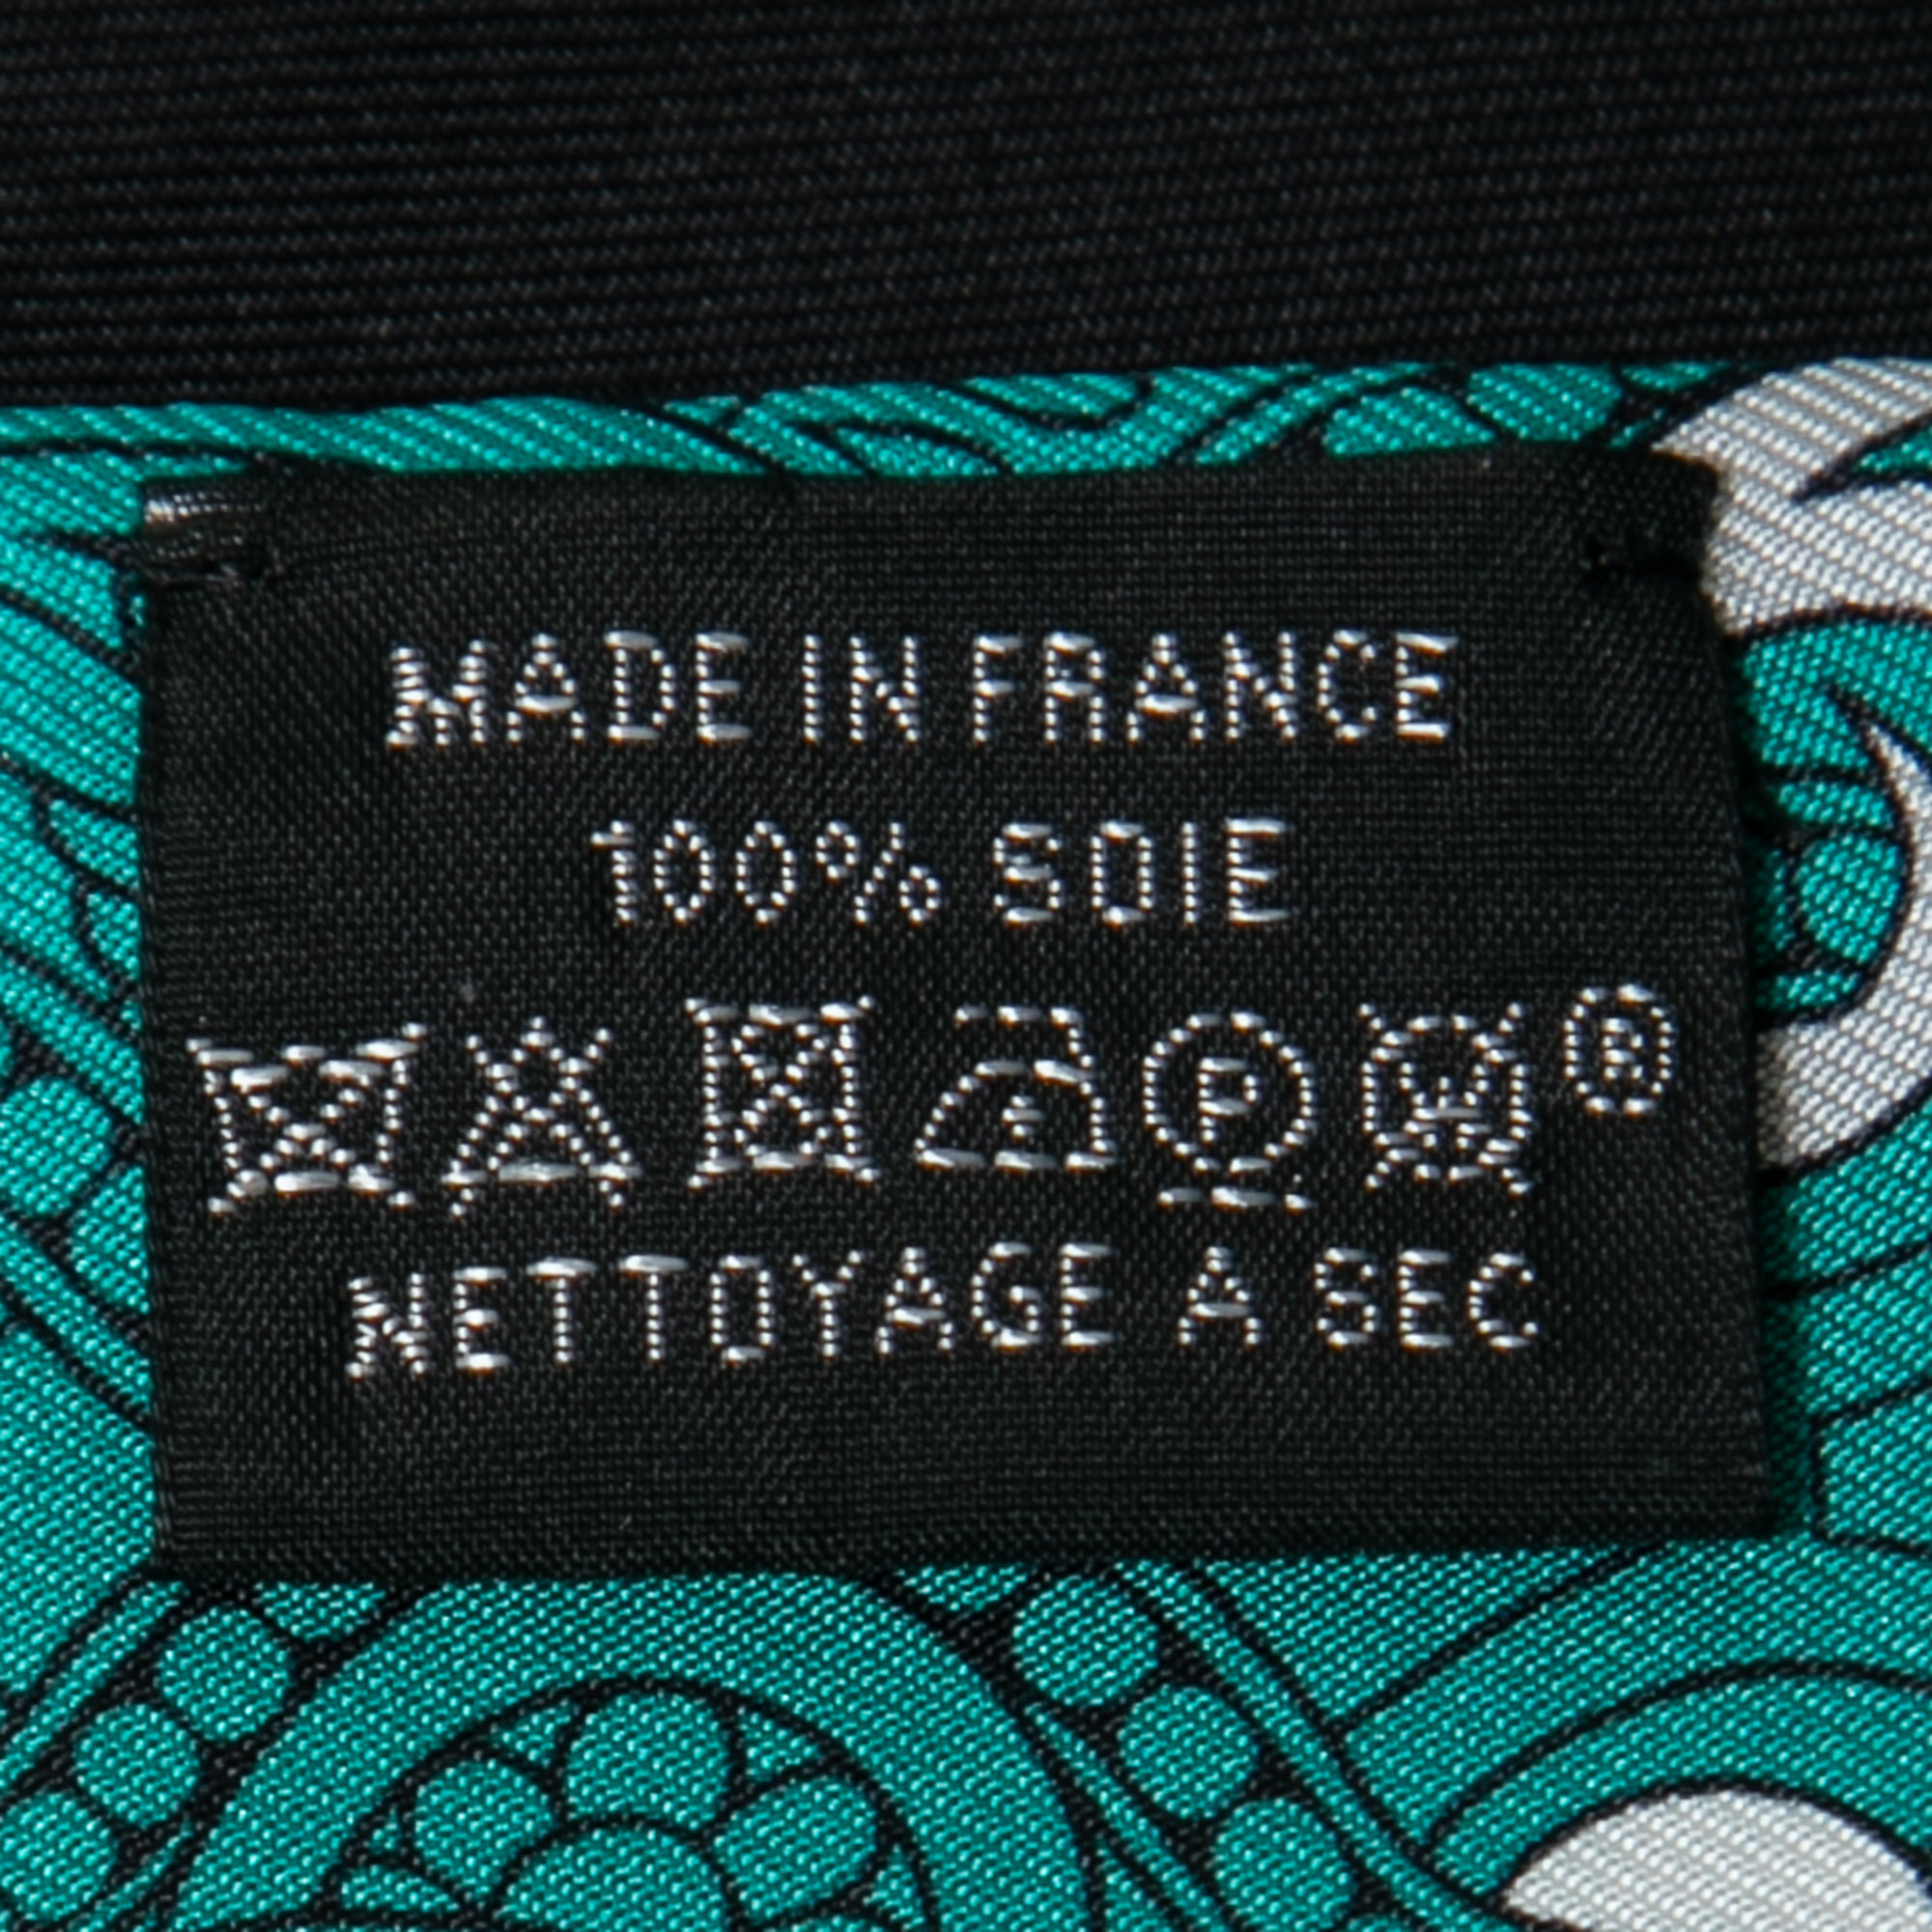 MADE IN FRANCE
100% SOIE
P W ®
NETTOYAGE A SEC